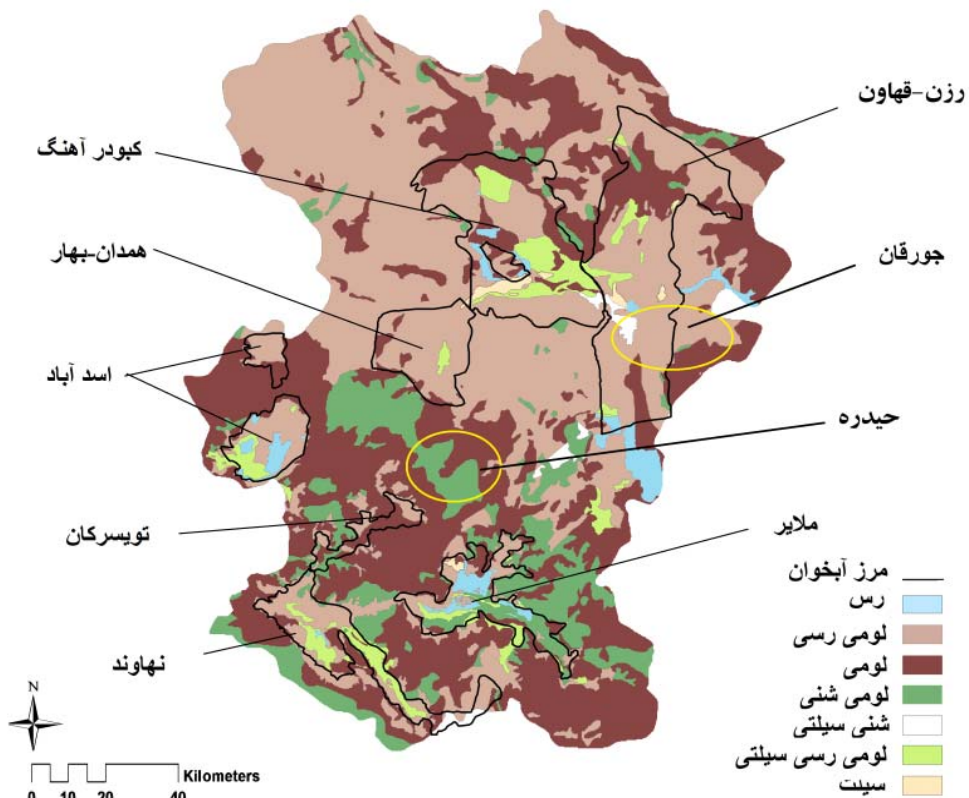 رزن-قهاون
کبودر آهنگ
همدان-بهار
جورقان
اسد آباد
حیدره
تویسرکان
ملایر
نهاوند
مرز آبخوان
رس
لومی رسی
لومی
لومی شنی
شنی سیلتی
لومی رسی سیلتی
سیلت
N
Kilometers
0 10 20 40